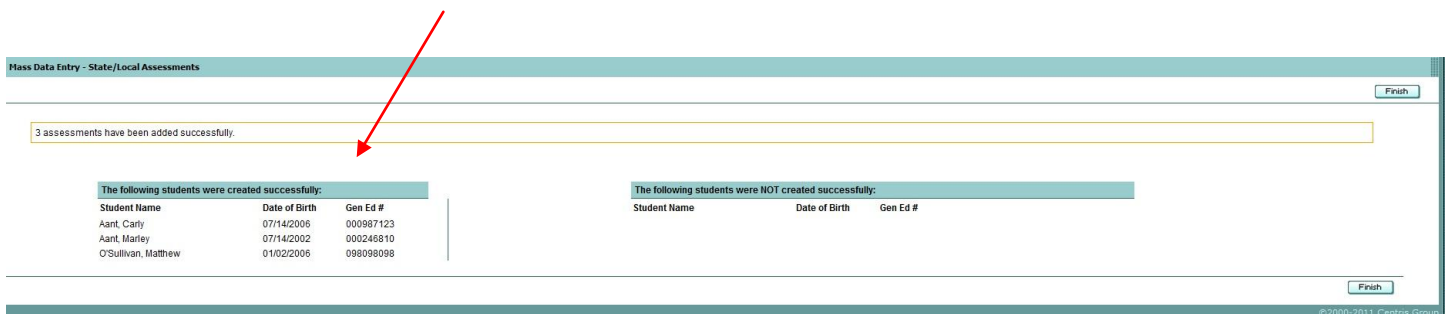 Mass Data Entry - State/Local Assessments
Finish
3 assessments have been added successfully.
The following students were created successfully:
Student Name Date of Birth Gen Ed #
Aant, Carly 07/14/2006 000987123
Aant, Marley 07/14/2002 000246810
O'Sullivan, Matthew 01/02/2006 098098098
The following students were NOT created successfully:
Student Name Date of Birth Gen Ed #
Finish
©2000-2011 Centris Group